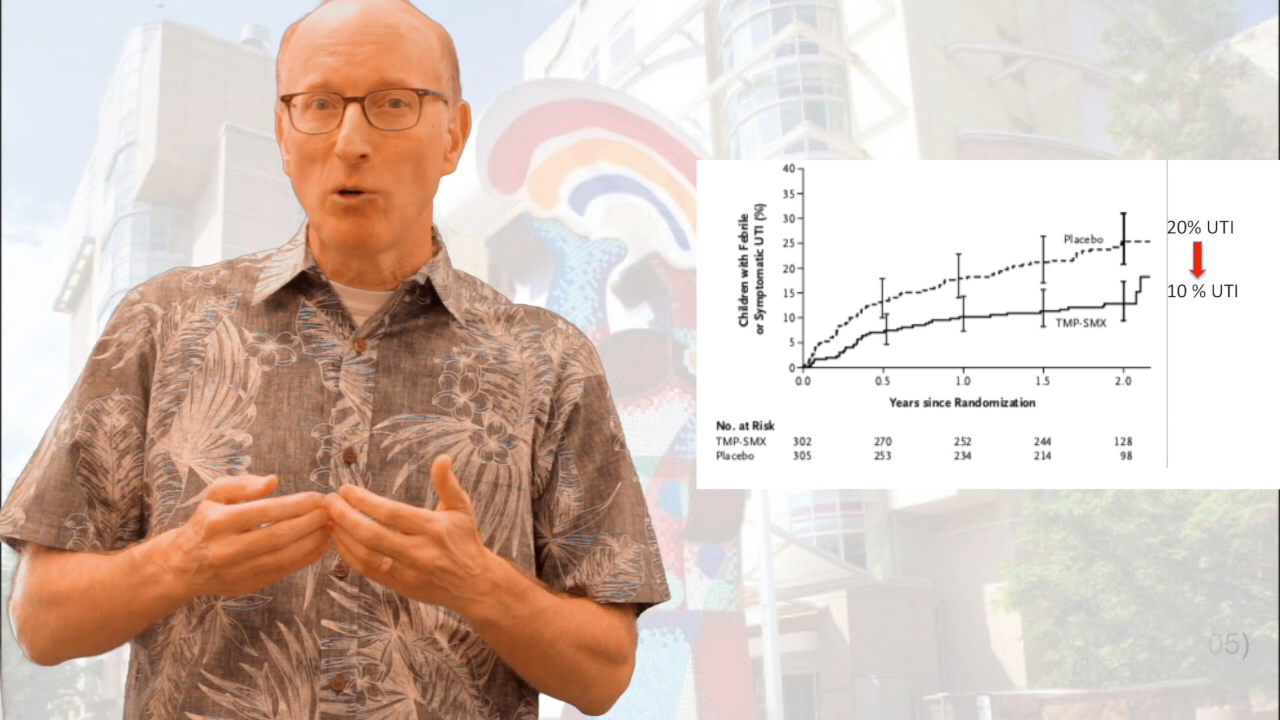 40
35
30
25
20
15
10
5
0
Children with Febrile
or Symptomatic UTI (%)
Placebo
TMP-SMX
0.0 0.5 1.0 1.5 2.0
Years since Randomization
20% UTI
10 % UTI
No. at Risk
TMP-SMX 302 270 252 244 128
Placebo 305 253 234 214 98
05)